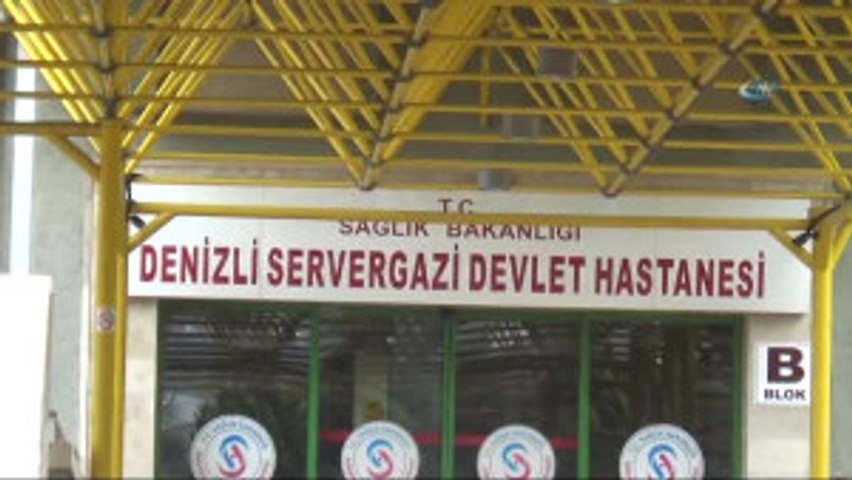 T.C.
SAĞLIK BAKANLIĞI
DENİZLİ SERVERGAZİ DEVLET HASTANESİ
B
BLOK